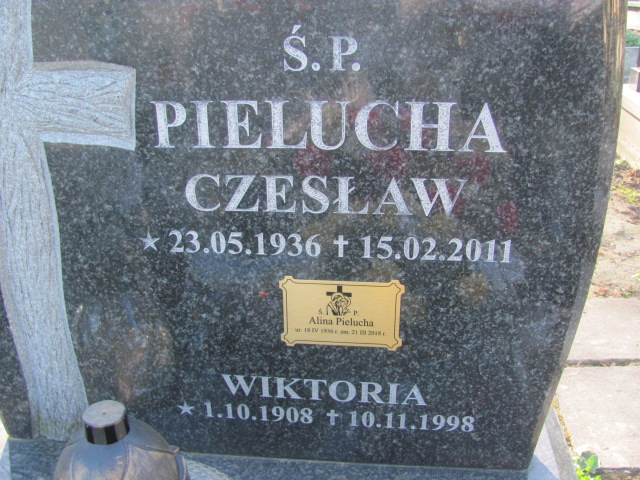 Ś. P.
PIELUCHA
CZESŁAW
★ 23.05.1936 ✝ 15.02.2011
Ś. P.
Alina Pielucha
ur. 18 IV 1936 r. zm. 21 III 2018 r.
WIKTORIA
★ 1.10.1908 ✝ 10.11.1998